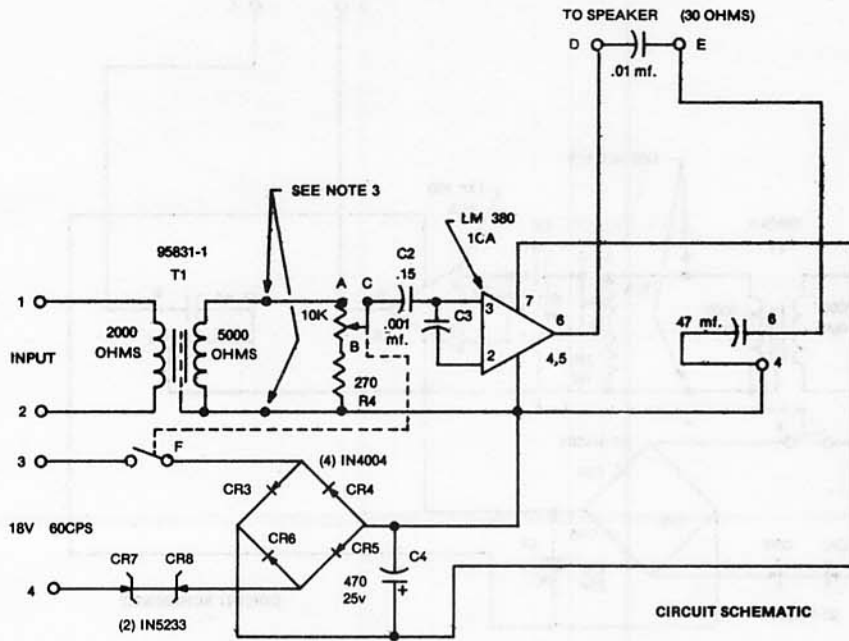 TO SPEAKER (30 OHMS)
D
E
.01 mf.
SEE NOTE 3
LM 380
1CA
95831-1
T1
C2
.15
A
C
1
10K
.001
mf.
C3
3
7
6
2
4,5
47 mf.
6
4
2000
OHMS
5000
OHMS
INPUT
B
270
R4
2
3
F
(4) IN4004
CR3
CR4
18V 60CPS
CR6
CR5
C4
CR7
CR8
470
25v
+
4
(2) IN5233
CIRCUIT SCHEMATIC